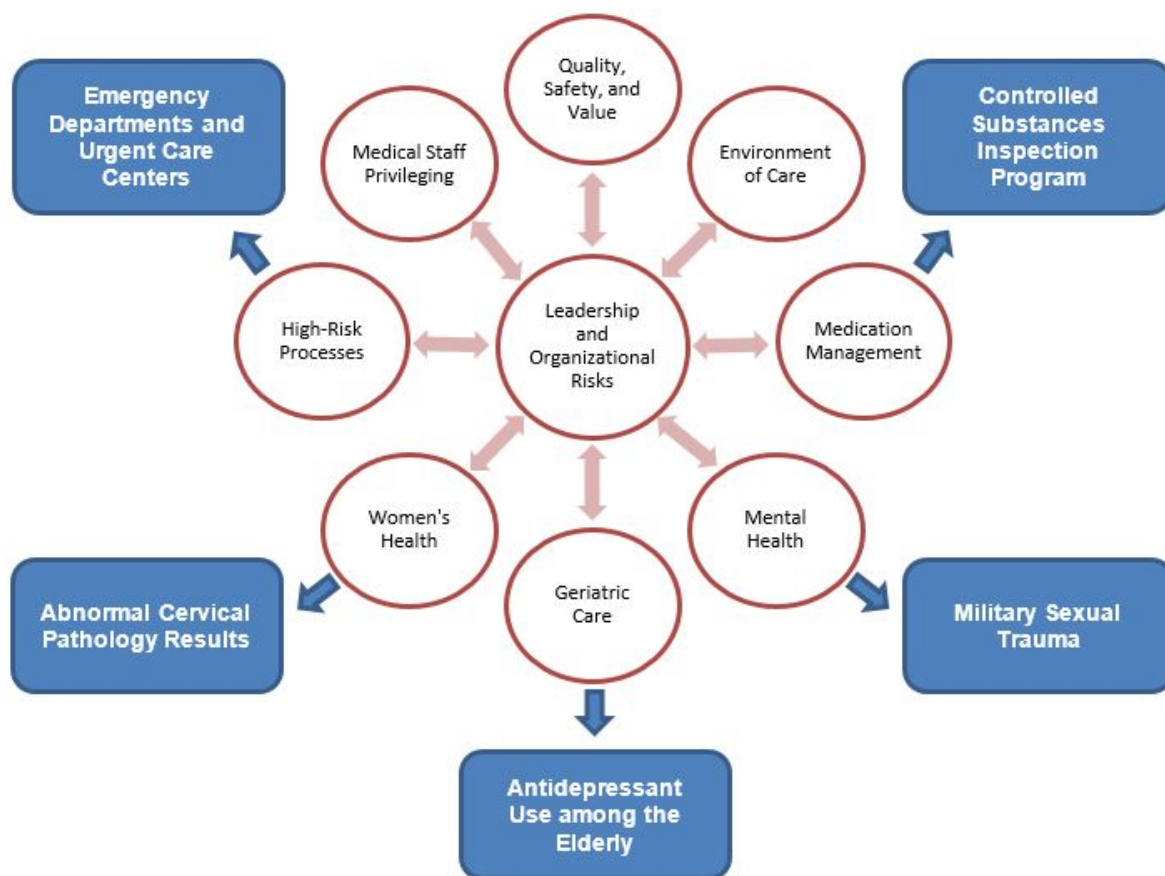 Quality,
Safety, and
Value
Emergency
Departments and
Urgent Care
Centers
Controlled
Substances
Inspection
Program
Medical Staff
Privileging
Environment
of Care
High-Risk
Processes
Leadership
and
Organizational
Risks
Medication
Management
Women's
Health
Mental
Health
Geriatric
Care
Abnormal Cervical
Pathology Results
Military Sexual
Trauma
Antidepressant
Use among the
Elderly